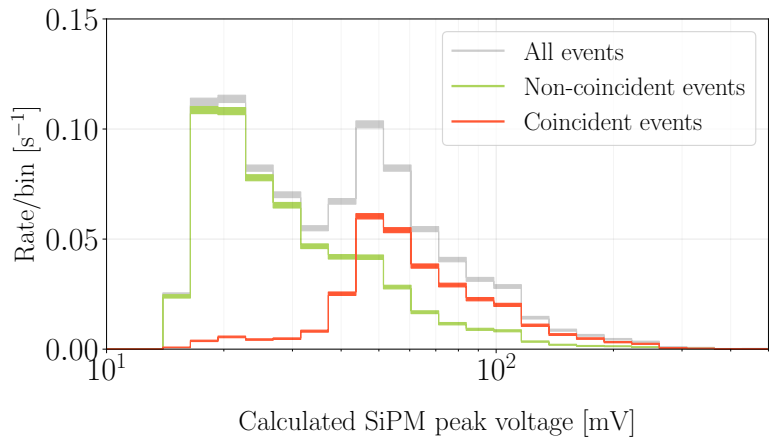 0.15
0.10
0.05
0.00
Rate/bin [s⁻¹]
All events
Non-coincident events
Coincident events
10¹
10²
Calculated SiPM peak voltage [mV]